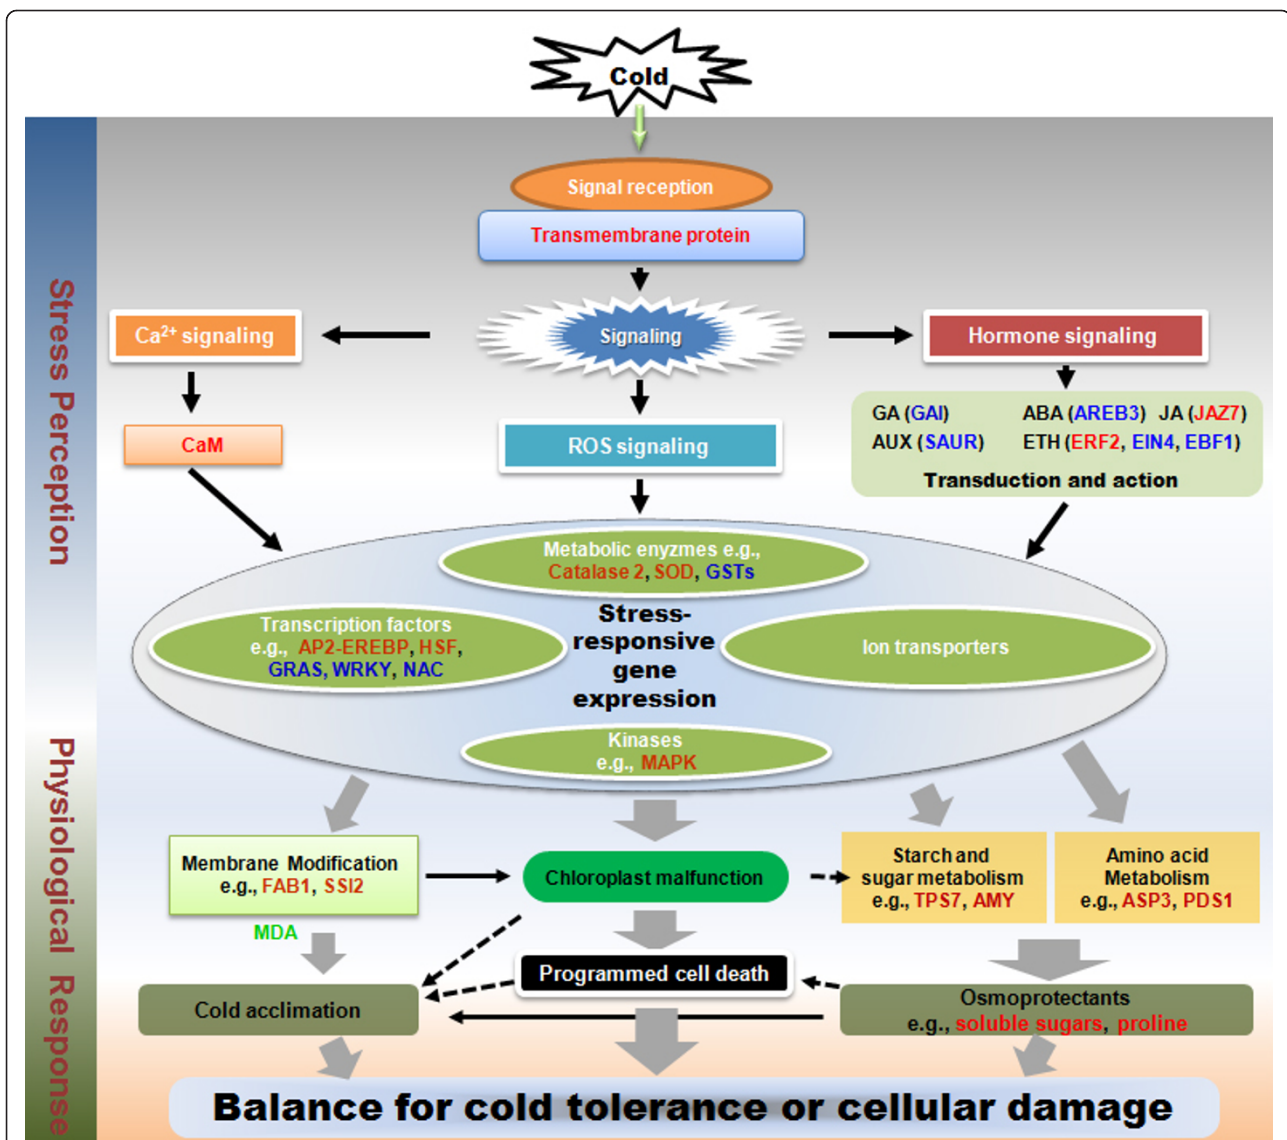 Cold
Signal reception
Transmembrane protein
Stress Perception
Ca²⁺ signaling
Signaling
Hormone signaling
GA (GAI) ABA (AREB3) JA (JAZ7)
AUX (SAUR) ETH (ERF2, EIN4, EBF1)
Transduction and action
CaM
ROS signaling
Metabolic enyzmes e.g.,
Catalase 2, SOD, GSTs
Transcription factors
e.g., AP2-EREBP, HSF,
GRAS, WRKY, NAC
Stress-
responsive
gene
expression
Ion transporters
Kinases
e.g., MAPK
Physiological Response
Membrane Modification
e.g., FAB1, SSI2
MDA
Chloroplast malfunction
Starch and
sugar metabolism
e.g., TPS7, AMY
Amino acid
Metabolism
e.g., ASP3, PDS1
Programmed cell death
Cold acclimation
Osmoprotectants
e.g., soluble sugars, proline
Balance for cold tolerance or cellular damage